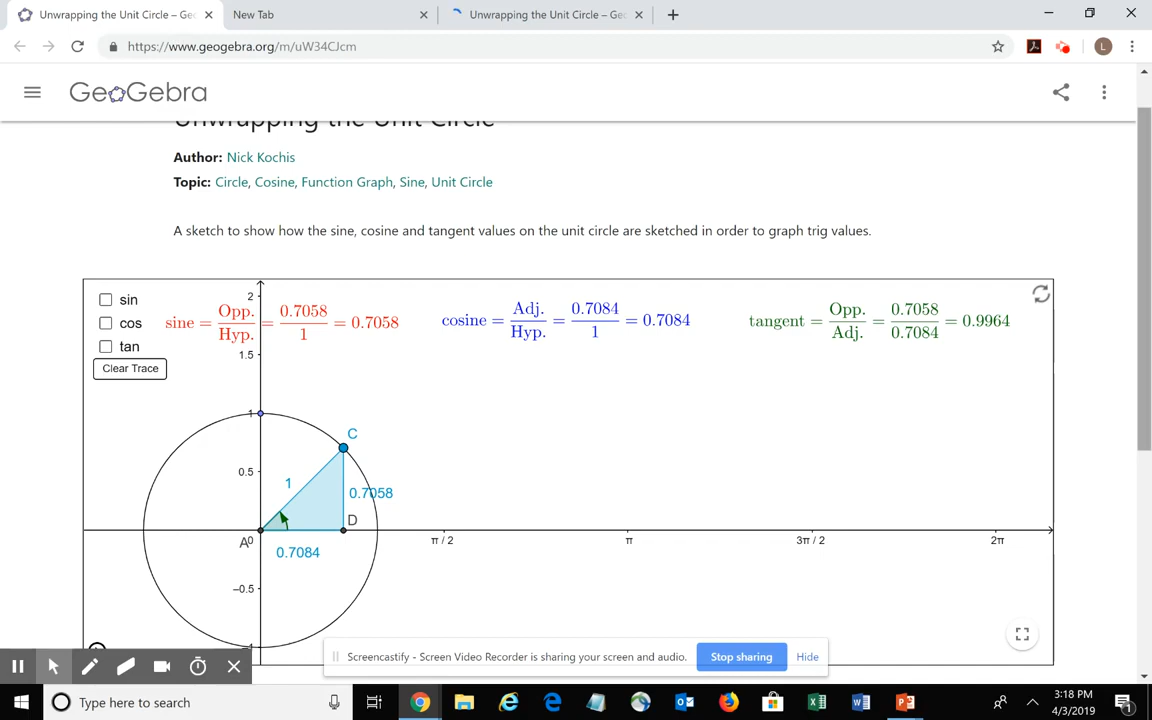 Unwrapping the Unit Circle – Geo
New Tab
Unwrapping the Unit Circle – Ge
https://www.geogebra.org/m/uW34CJcm
L
GeoGebra
Unwrapping the Unit Circle
Author: Nick Kochis
Topic: Circle, Cosine, Function Graph, Sine, Unit Circle
A sketch to show how the sine, cosine and tangent values on the unit circle are sketched in order to graph trig values.
sin
cos
tan
Clear Trace
sine = Opp. / Hyp. = 0.7058 / 1 = 0.7058
cosine = Adj. / Hyp. = 0.7084 / 1 = 0.7084
tangent = Opp. / Adj. = 0.7058 / 0.7084 = 0.9964
2
1.5
1
C
0.5
1
0.7058
D
A
0
0.7084
π / 2
π
3π / 2
2π
–0.5
–1
Screencastify - Screen Video Recorder is sharing your screen and audio.
Stop sharing
Hide
Type here to search
3:18 PM
4/3/2019
1